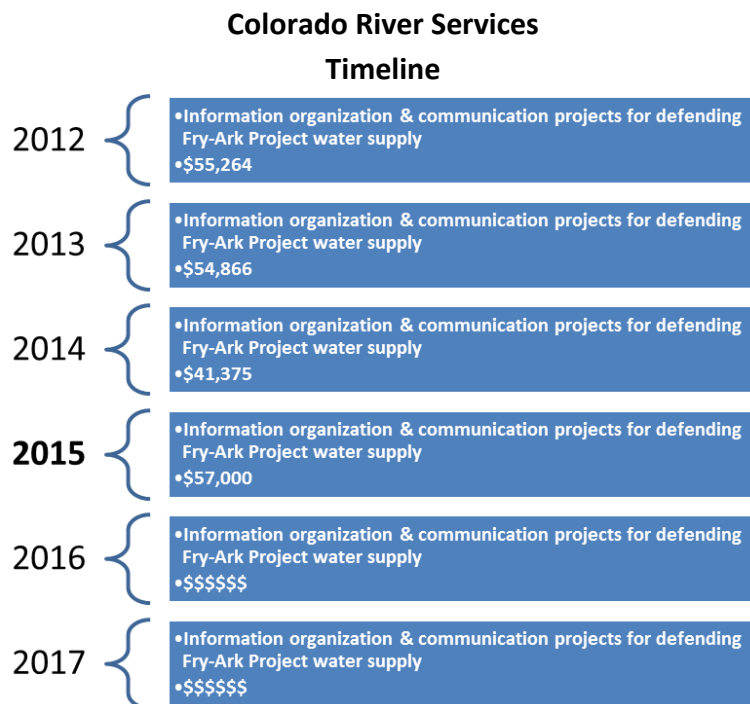 Colorado River Services
Timeline
2012
•Information organization & communication projects for defending
Fry-Ark Project water supply
•$55,264
2013
•Information organization & communication projects for defending
Fry-Ark Project water supply
•$54,866
2014
•Information organization & communication projects for defending
Fry-Ark Project water supply
•$41,375
2015
•Information organization & communication projects for defending
Fry-Ark Project water supply
•$57,000
2016
•Information organization & communication projects for defending
Fry-Ark Project water supply
•$$$$$$
2017
•Information organization & communication projects for defending
Fry-Ark Project water supply
•$$$$$$